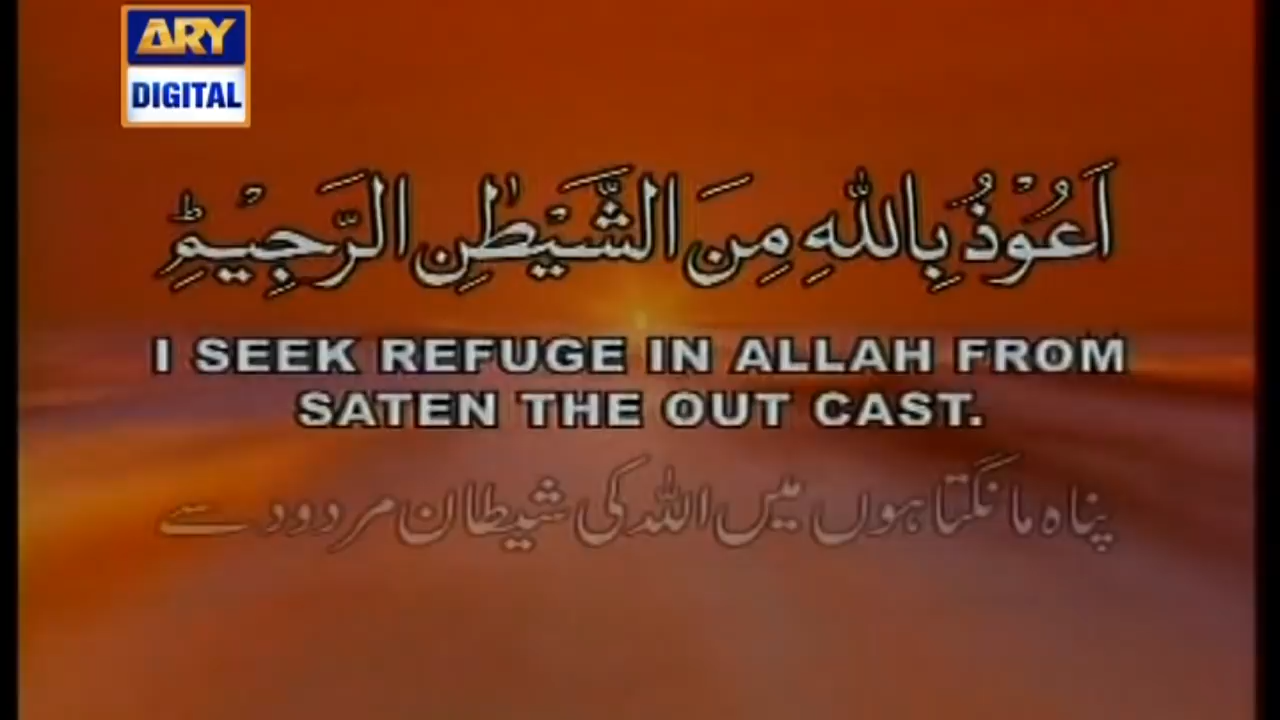 ARY
DIGITAL
اَعُوْذُ بِاللّٰهِ مِنَ الشَّيْطٰنِ الرَّجِيْمِؕ
I SEEK REFUGE IN ALLAH FROM
SATEN THE OUT CAST.
پناہ مانگتا ہوں میں اللہ کی شیطان مردود سے